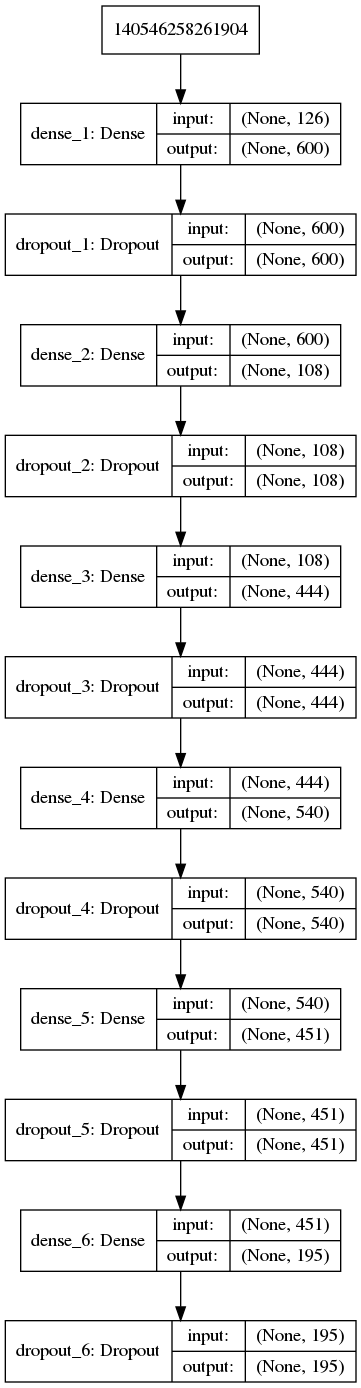 140546258261904
dense_1: Dense
input: (None, 126)
output: (None, 600)
dropout_1: Dropout
input: (None, 600)
output: (None, 600)
dense_2: Dense
input: (None, 600)
output: (None, 108)
dropout_2: Dropout
input: (None, 108)
output: (None, 108)
dense_3: Dense
input: (None, 108)
output: (None, 444)
dropout_3: Dropout
input: (None, 444)
output: (None, 444)
dense_4: Dense
input: (None, 444)
output: (None, 540)
dropout_4: Dropout
input: (None, 540)
output: (None, 540)
dense_5: Dense
input: (None, 540)
output: (None, 451)
dropout_5: Dropout
input: (None, 451)
output: (None, 451)
dense_6: Dense
input: (None, 451)
output: (None, 195)
dropout_6: Dropout
input: (None, 195)
output: (None, 195)